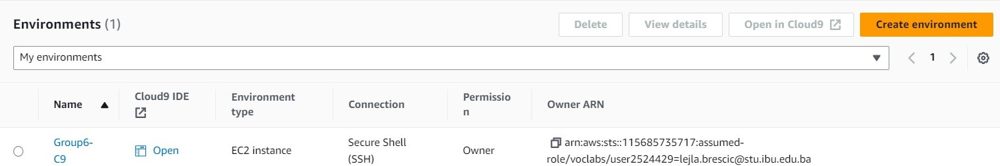 Environments (1)
Delete
View details
Open in Cloud9
Create environment
My environments
1
Name
Cloud9 IDE
Environment
type
Connection
Permissio
n
Owner ARN
Group6-
C9
Open
EC2 instance
Secure Shell
(SSH)
Owner
arn:aws:sts::115685735717:assumed-
role/voclabs/user2524429=lejla.brescic@stu.ibu.edu.ba